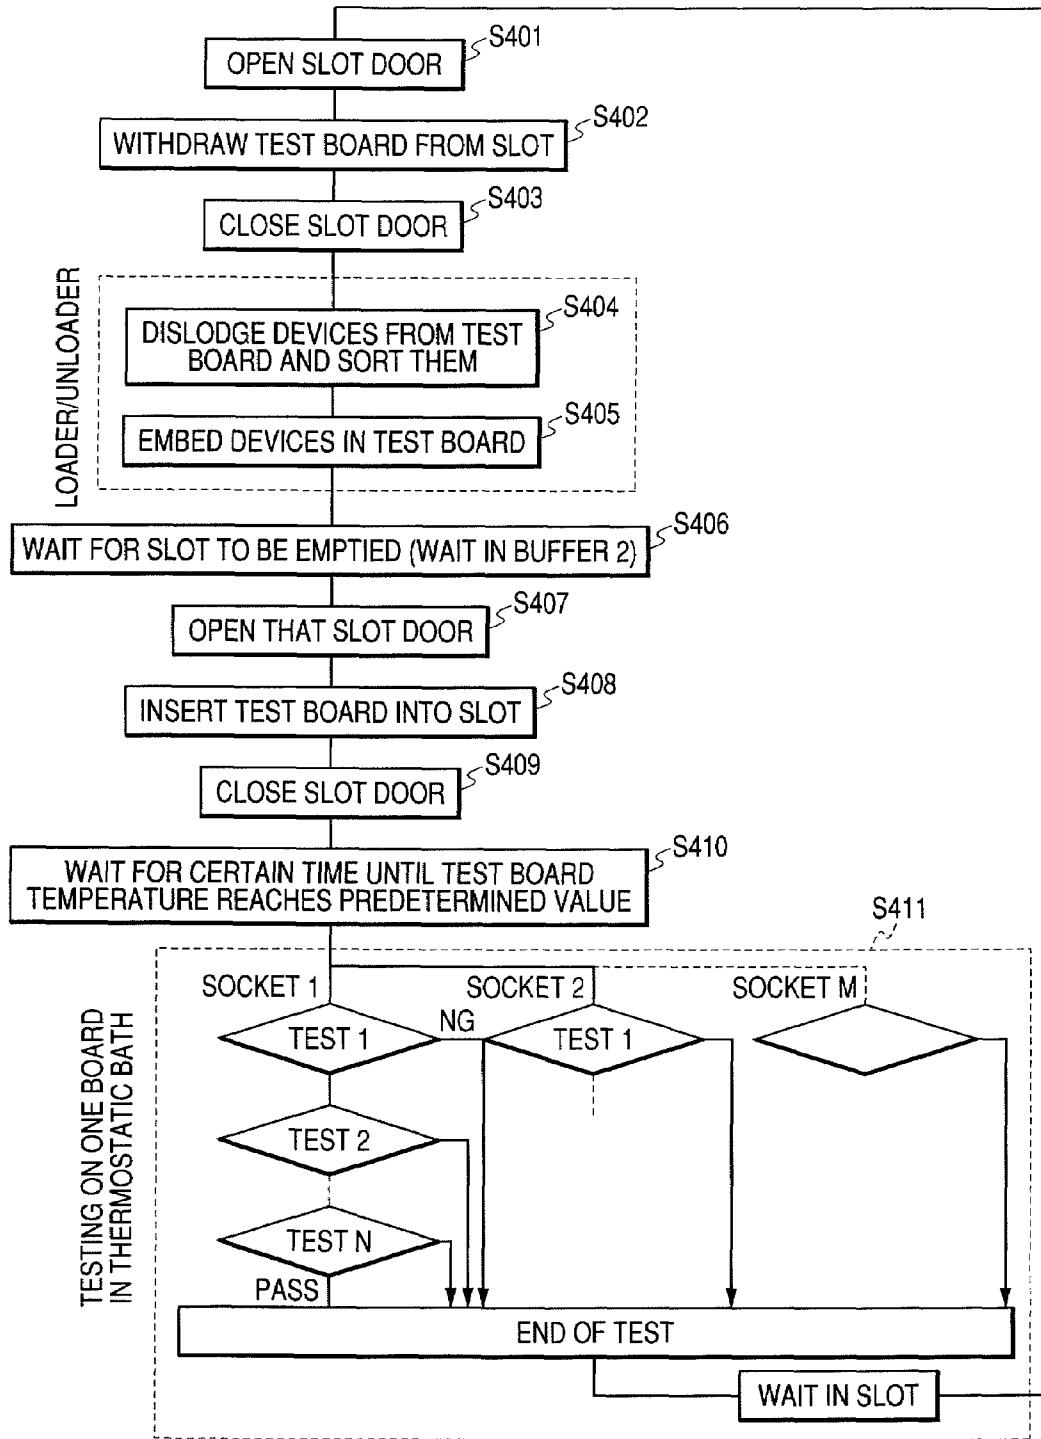 S401
OPEN SLOT DOOR
S402
WITHDRAW TEST BOARD FROM SLOT
S403
CLOSE SLOT DOOR
LOADER/UNLOADER
S404
DISLODGE DEVICES FROM TEST
BOARD AND SORT THEM
S405
EMBED DEVICES IN TEST BOARD
S406
WAIT FOR SLOT TO BE EMPTIED (WAIT IN BUFFER 2)
S407
OPEN THAT SLOT DOOR
S408
INSERT TEST BOARD INTO SLOT
S409
CLOSE SLOT DOOR
S410
WAIT FOR CERTAIN TIME UNTIL TEST BOARD
TEMPERATURE REACHES PREDETERMINED VALUE
S411
TESTING ON ONE BOARD
IN THERMOSTATIC BATH
SOCKET 1
SOCKET 2
SOCKET M
TEST 1
NG
TEST 1
TEST 2
TEST N
PASS
END OF TEST
WAIT IN SLOT